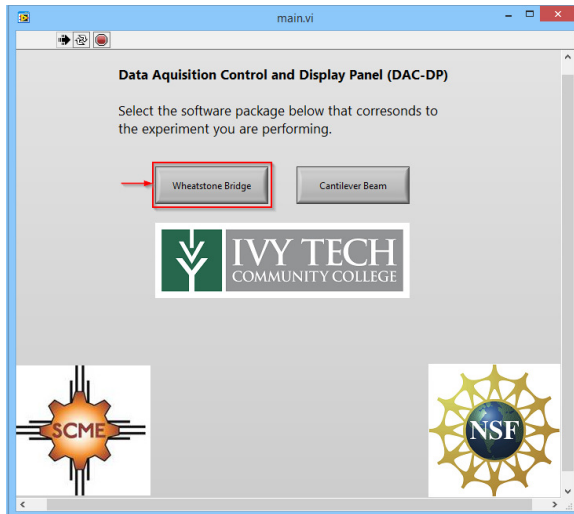 main.vi
Data Aquisition Control and Display Panel (DAC-DP)
Select the software package below that corresonds to
the experiment you are performing.
Wheatstone Bridge
Cantilever Beam
IVY TECH
COMMUNITY COLLEGE
SCME
NSF